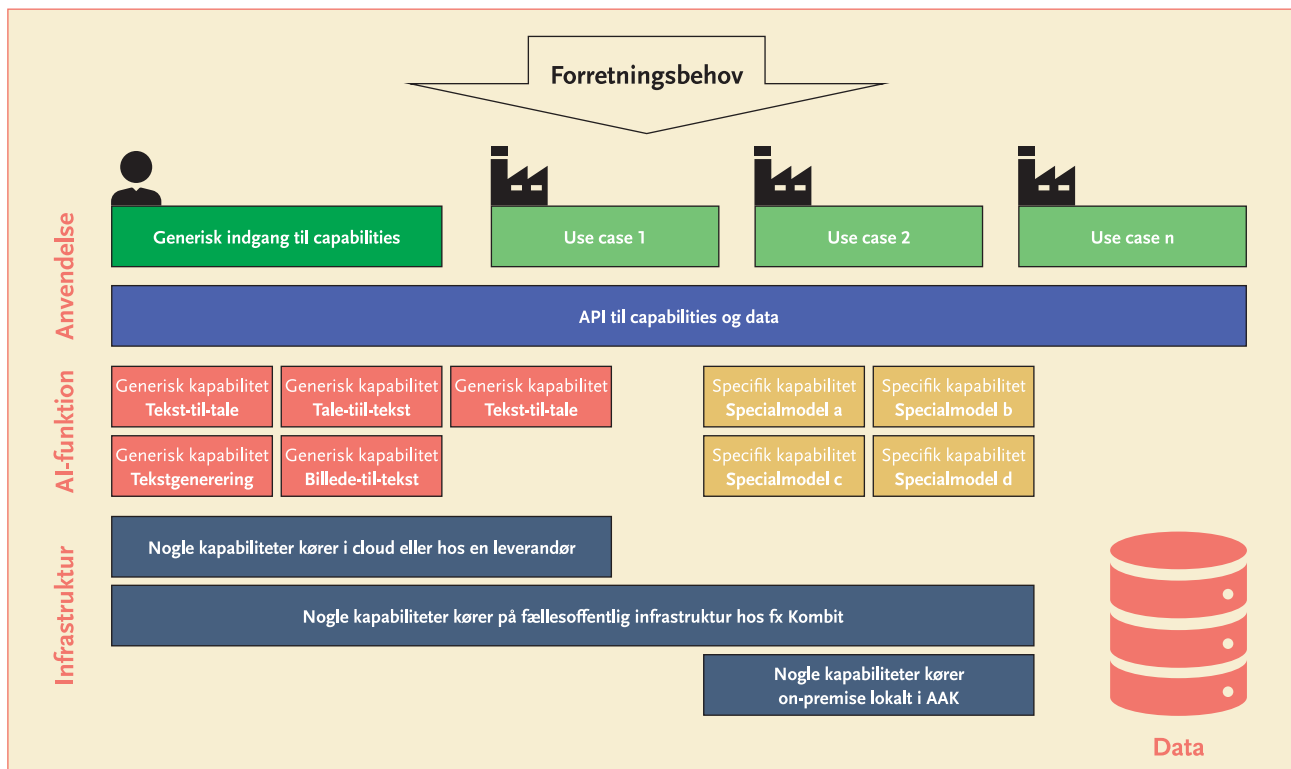 Forretningsbehov
Anvendelse
Generisk indgang til capabilities
Use case 1
Use case 2
Use case n
API til capabilities og data
AI-funktion
Generisk kapabilitet
Tekst-til-tale
Generisk kapabilitet
Tale-tiil-tekst
Generisk kapabilitet
Tekst-til-tale
Specifik kapabilitet
Specialmodel a
Specifik kapabilitet
Specialmodel b
Generisk kapabilitet
Tekstgenerering
Generisk kapabilitet
Billede-til-tekst
Specifik kapabilitet
Specialmodel c
Specifik kapabilitet
Specialmodel d
Infrastruktur
Nogle kapabiliteter kører i cloud eller hos en leverandør
Nogle kapabiliteter kører på fællesoffentlig infrastruktur hos fx Kombit
Nogle kapabiliteter kører
on-premise lokalt i AAK
Data